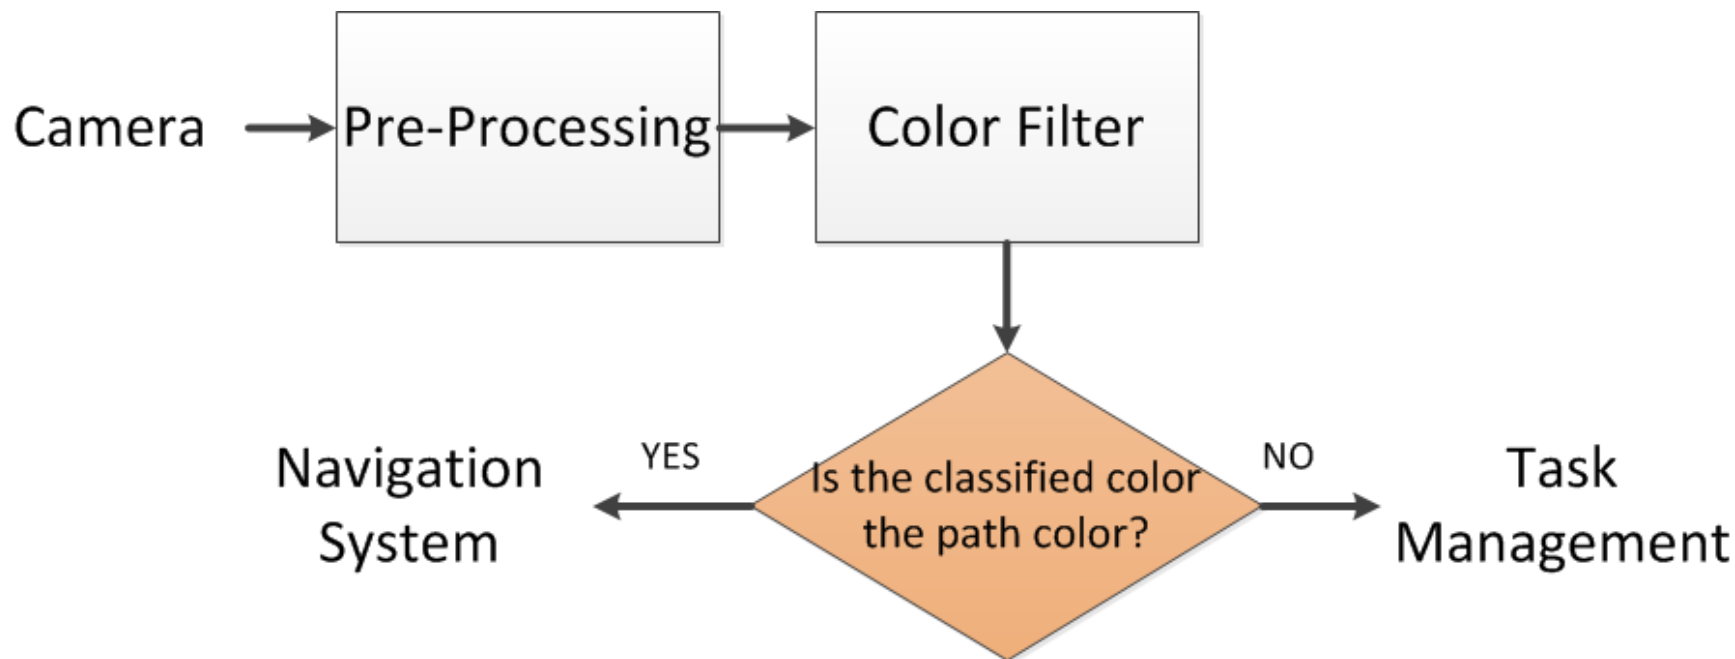 Camera
Pre-Processing
Color Filter
Navigation
System
YES
Is the classified color
the path color?
NO
Task
Management